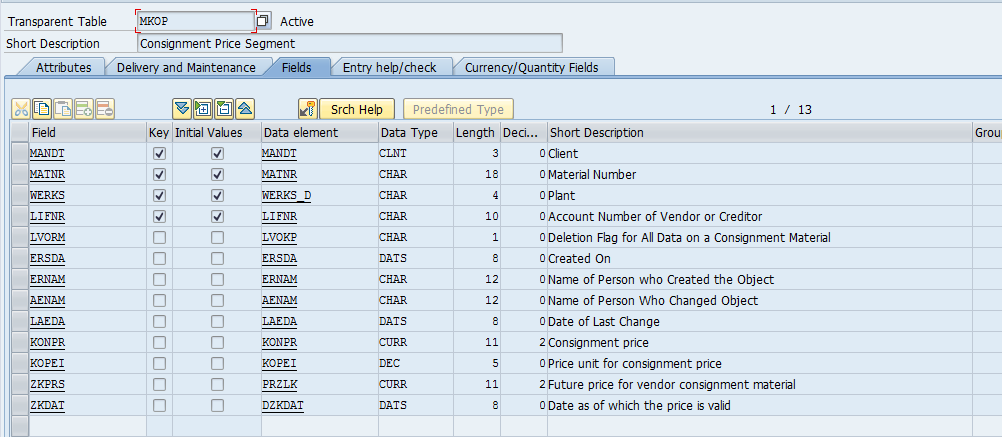 Transparent Table MKOP Active
Short Description Consignment Price Segment
Attributes Delivery and Maintenance Fields Entry help/check Currency/Quantity Fields
Srch Help Predefined Type 1 / 13
Field Key Initial Values Data element Data Type Length Deci... Short Description Grou
MANDT MANDT CLNT 3 0 Client
MATNR MATNR CHAR 18 0 Material Number
WERKS WERKS_D CHAR 4 0 Plant
LIFNR LIFNR CHAR 10 0 Account Number of Vendor or Creditor
LVORM LVOKP CHAR 1 0 Deletion Flag for All Data on a Consignment Material
ERSDA ERSDA DATS 8 0 Created On
ERNAM ERNAM CHAR 12 0 Name of Person who Created the Object
AENAM AENAM CHAR 12 0 Name of Person Who Changed Object
LAEDA LAEDA DATS 8 0 Date of Last Change
KONPR KONPR CURR 11 2 Consignment price
KOPEI KOPEI DEC 5 0 Price unit for consignment price
ZKPRS PRZLK CURR 11 2 Future price for vendor consignment material
ZKDAT DZKDAT DATS 8 0 Date as of which the price is valid